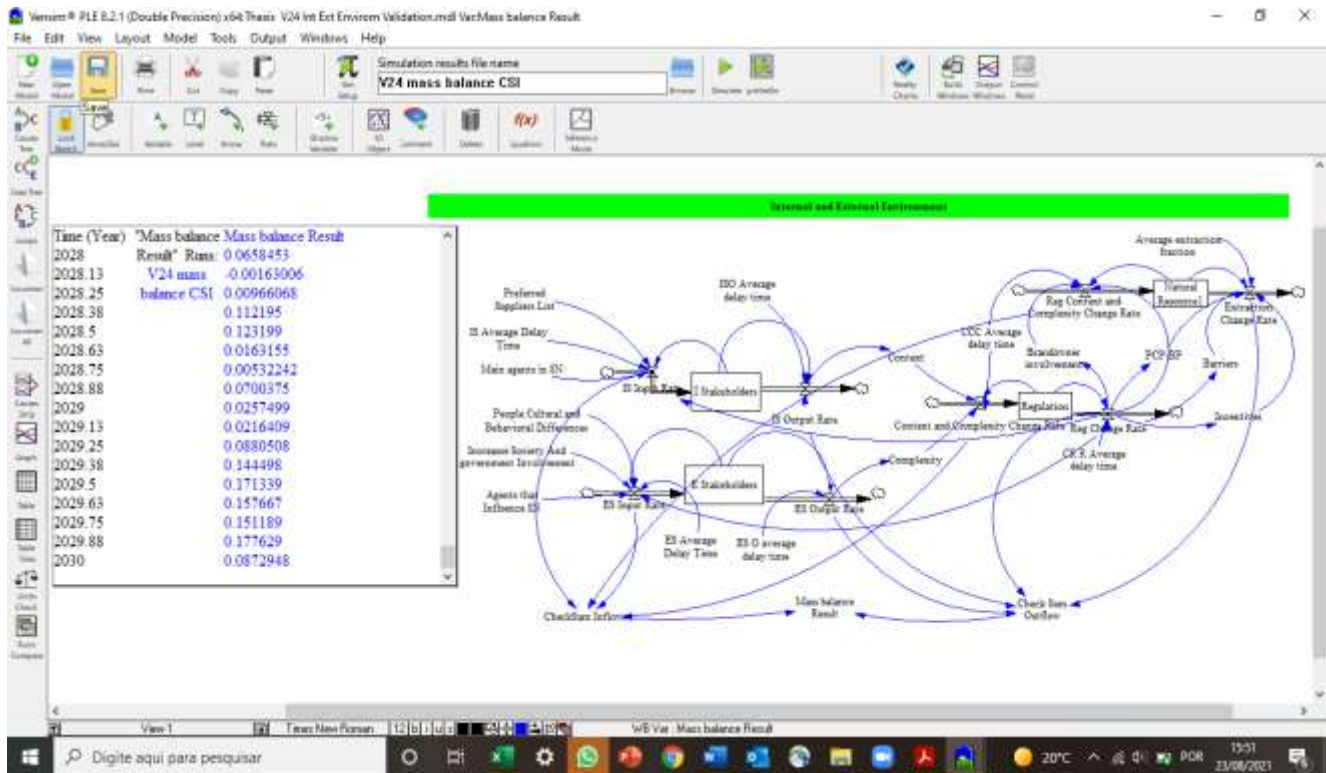 Vensim® PLE 8.2.1 (Double Precision) x64:Thesis V24 Int Ext Envirom Validation.mdl Var:Mass balance Result
File Edit View Layout Model Tools Output Windows Help
Simulation results file name
V24 mass balance CSI
Save
Internal and External Environment
Time (Year) "Mass balance Mass balance Result
2028 Result" Runs: 0.0658453
2028.13 V24 mass -0.00163006
2028.25 balance CSI 0.00966068
2028.38 0.112195
2028.5 0.123199
2028.63 0.0163155
2028.75 0.00532242
2028.88 0.0700375
2029 0.0257499
2029.13 0.0216409
2029.25 0.0880508
2029.38 0.144498
2029.5 0.171339
2029.63 0.157667
2029.75 0.151189
2029.88 0.177629
2030 0.0872948
Average extraction
fraction
Natural
Resource1
Reg Content and
Complexity Change Rate
Extraction
Change Rate
Preferred
Suppliers List
ISO Average
delay time
IS Average Delay
Time
CCC Average
delay time
Content
Brandowner
involvement
PCP BP
Barriers
Main agents in SN
IS Input Rate
I Stakeholders
IS Output Rate
Regulation
Content and Complexity Change Rate
Reg Change Rate
Incentives
People Cultural and
Behavioral Differences
CR R Average
delay time
Increase Society And
government Involvement
Complexity
E Stakeholders
Agents that
Influence SN
ES Input Rate
ES Output Rate
ES Average
Delay Time
ES O average
delay time
CheckSum Inflow
Mass balance
Result
Check Sum
Outflow
View 1
Times New Roman
12 b i u s
WB Var : Mass balance Result
Digite aqui para pesquisar
20°C
POR
15:51
23/08/2021